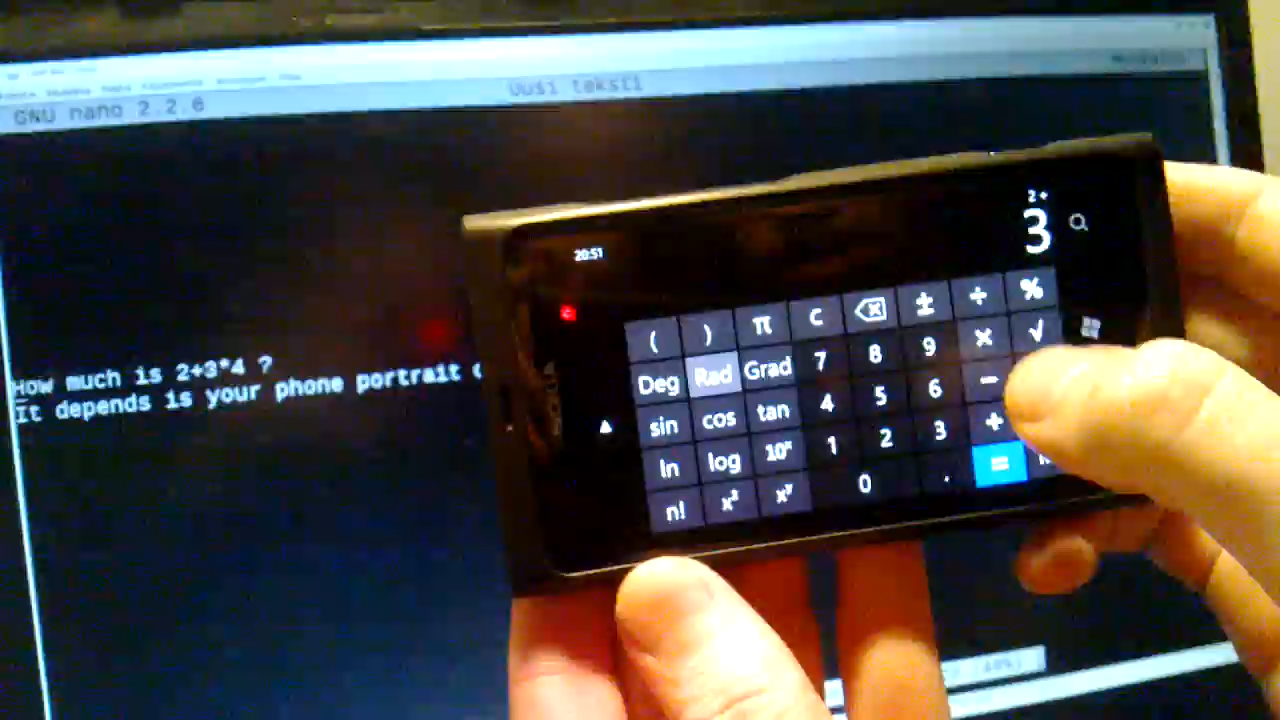 GNU nano 2.2.6
Uusi teksti
How much is 2+3*4 ?
It depends is your phone portrait
NOKIA
20:51
2+
3
( ) π C ± ÷ %
Deg Rad Grad 7 8 9 × √
sin cos tan 4 5 6 −
ln log 10ˣ 1 2 3 +
n! x² xʸ 0 . =